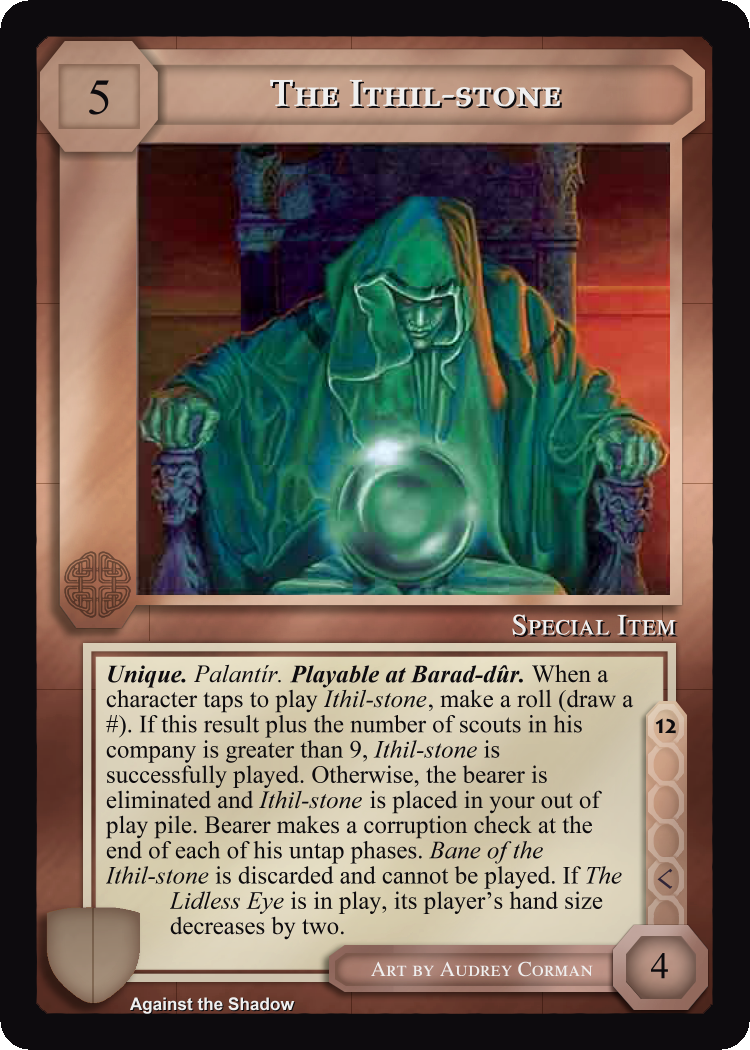 5
The Ithil-stone
Special Item
Unique. Palantír. Playable at Barad-dûr. When a
character taps to play Ithil-stone, make a roll (draw a
#). If this result plus the number of scouts in his
company is greater than 9, Ithil-stone is
successfully played. Otherwise, the bearer is
eliminated and Ithil-stone is placed in your out of
play pile. Bearer makes a corruption check at the
end of each of his untap phases. Bane of the
Ithil-stone is discarded and cannot be played. If The
Lidless Eye is in play, its player's hand size
decreases by two.
12
4
Art by Audrey Corman
Against the Shadow